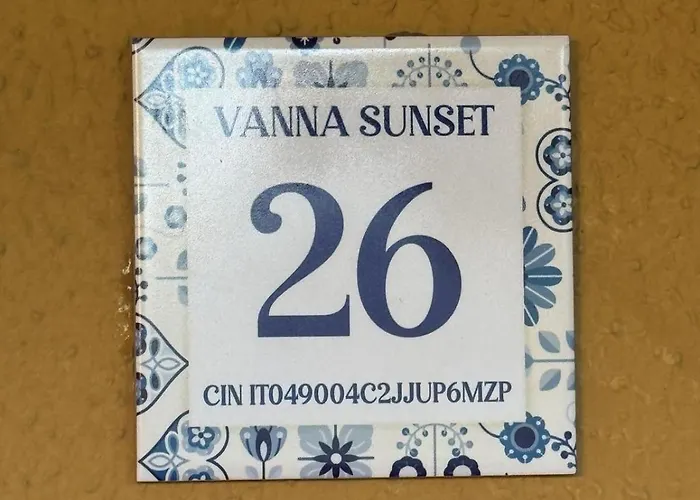 VANNA SUNSET
26
CIN IT049004C2JJUP6MZP